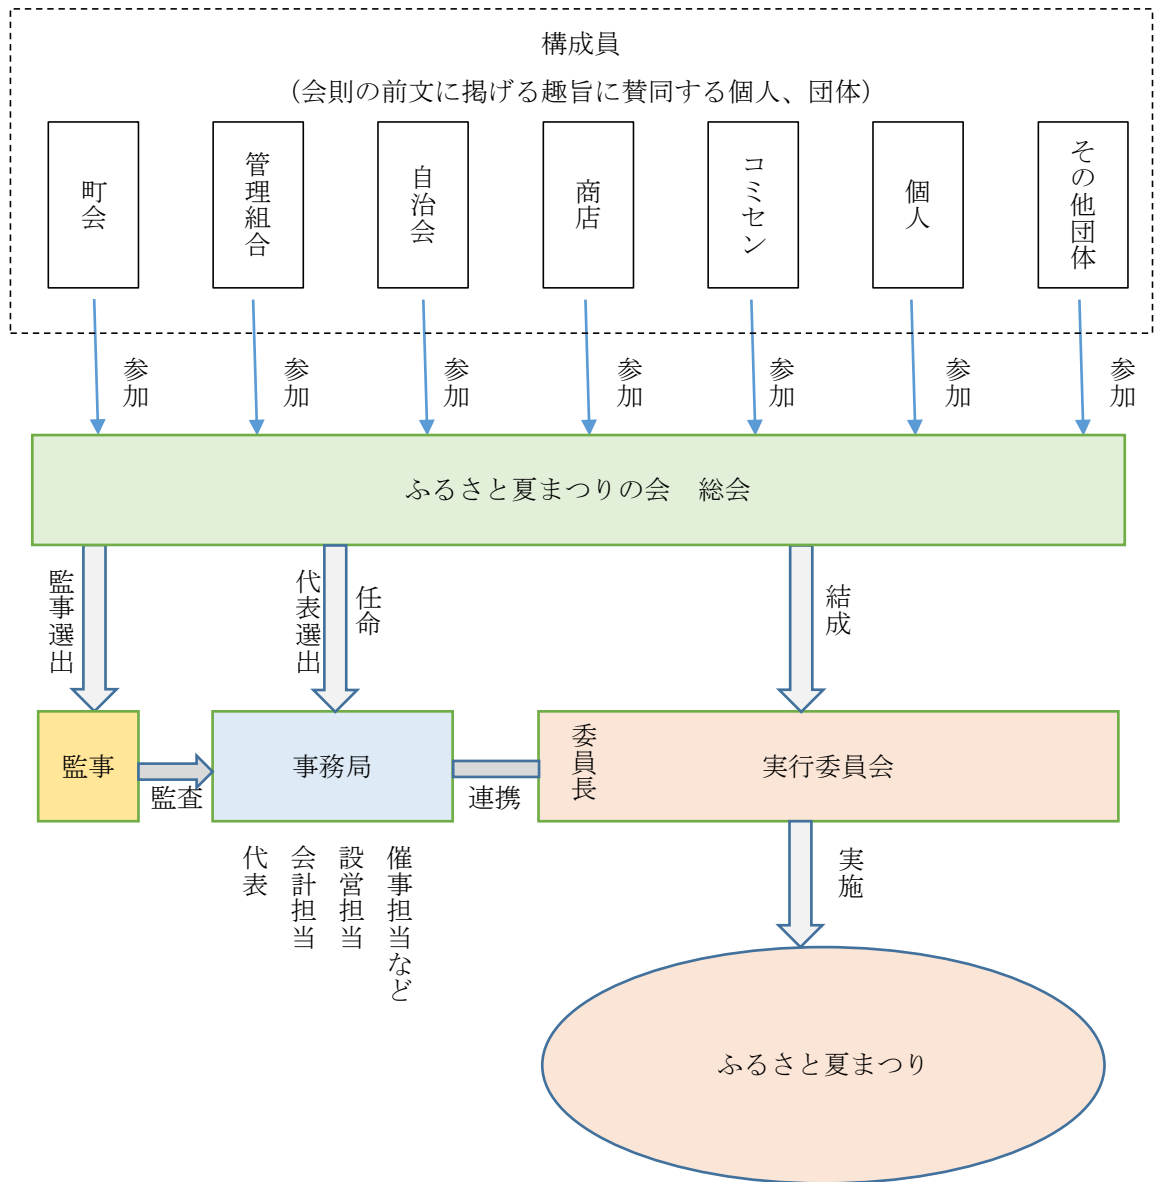 構成員
(会則の前文に掲げる趣旨に賛同する個人、団体)
町会
管理組合
自治会
商店
コミセン
個人
その他団体
参加
参加
参加
参加
参加
参加
参加
ふるさと夏まつりの会　総会
監事選出
代表選出
任命
結成
監事
監査
事務局
連携
委員長
実行委員会
代表
会計担当
設営担当
催事担当など
実施
ふるさと夏まつり